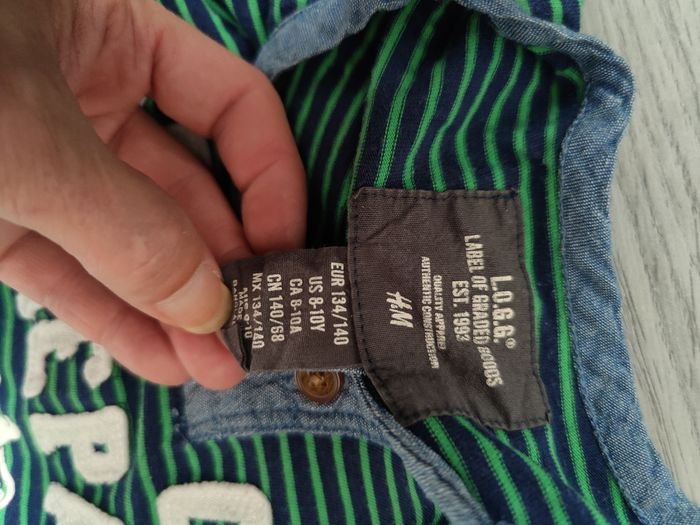 L.O.G.G.®
LABEL OF GRADED GOODS
EST. 1993
QUALITY APPAREL
AUTHENTIC CONSTRUCTION
H&M
EUR 134/140
US 8-10Y
CA 8-10A
CN 140/68
MX 134/140